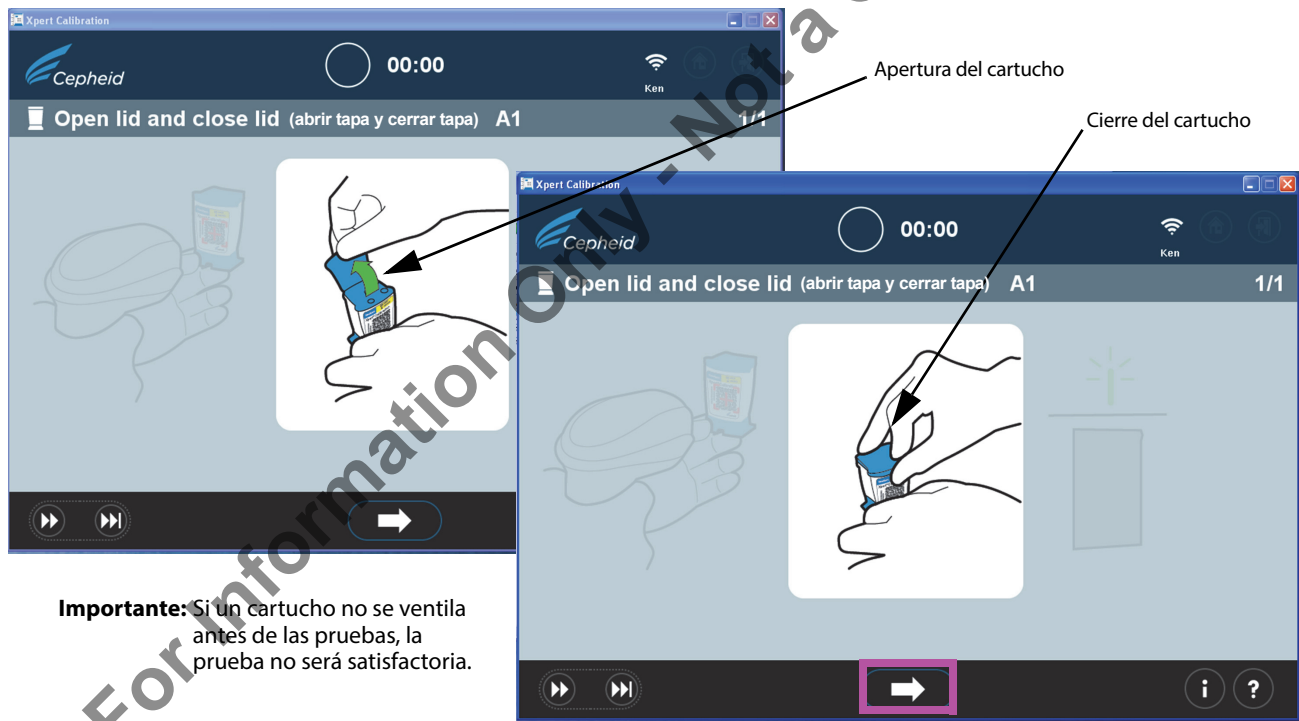 Xpert Calibration
Cepheid
00:00
Ken
Open lid and close lid (abrir tapa y cerrar tapa) A1
1/1
Apertura del cartucho
Cierre del cartucho
Xpert Calibration
Cepheid
00:00
Ken
Open lid and close lid (abrir tapa y cerrar tapa) A1
1/1
Importante: Si un cartucho no se ventila
antes de las pruebas, la
prueba no será satisfactoria.
i
?
For Information Only - Not a